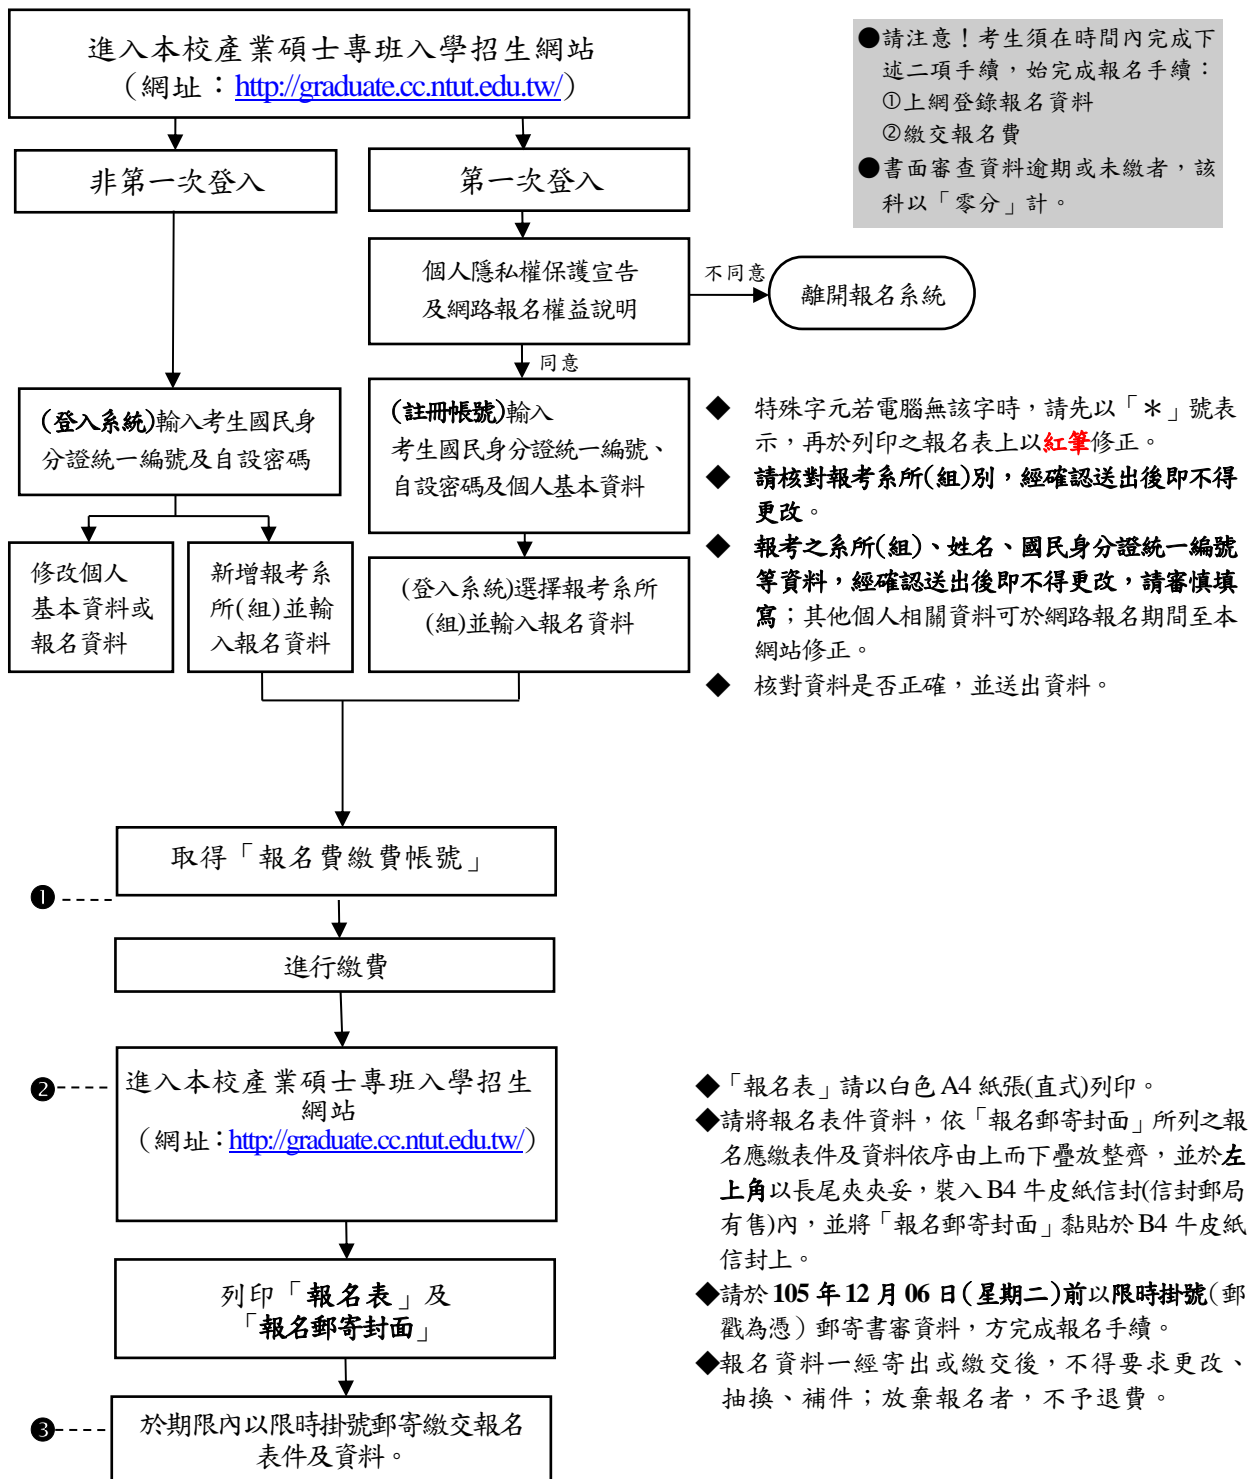 進入本校產業碩士專班入學招生網站
（網址：http://graduate.cc.ntut.edu.tw/）
●請注意！考生須在時間內完成下
述二項手續，始完成報名手續：
①上網登錄報名資料
②繳交報名費
●書面審查資料逾期或未繳者，該
科以「零分」計。
非第一次登入
第一次登入
個人隱私權保護宣告
及網路報名權益說明
不同意
離開報名系統
同意
(登入系統)輸入考生國民身
分證統一編號及自設密碼
(註冊帳號)輸入
考生國民身分證統一編號、
自設密碼及個人基本資料
修改個人
基本資料或
報名資料
新增報考系
所(組)並輸
入報名資料
(登入系統)選擇報考系所
(組)並輸入報名資料
◆ 特殊字元若電腦無該字時，請先以「＊」號表
示，再於列印之報名表上以紅筆修正。
◆ 請核對報考系所(組)別，經確認送出後即不得
更改。
◆ 報考之系所(組)、姓名、國民身分證統一編號
等資料，經確認送出後即不得更改，請審慎填
寫；其他個人相關資料可於網路報名期間至本
網站修正。
◆ 核對資料是否正確，並送出資料。
取得「報名費繳費帳號」
❶
進行繳費
❷
進入本校產業碩士專班入學招生
網站
（網址：http://graduate.cc.ntut.edu.tw/）
列印「報名表」及
「報名郵寄封面」
❸
於期限內以限時掛號郵寄繳交報名
表件及資料。
◆「報名表」請以白色 A4 紙張(直式)列印。
◆請將報名表件資料，依「報名郵寄封面」所列之報
名應繳表件及資料依序由上而下疊放整齊，並於左
上角以長尾夾夾妥，裝入 B4 牛皮紙信封(信封郵局
有售)內，並將「報名郵寄封面」黏貼於 B4 牛皮紙
信封上。
◆請於 105 年 12 月 06 日(星期二)前以限時掛號（郵
戳為憑）郵寄書審資料，方完成報名手續。
◆報名資料一經寄出或繳交後，不得要求更改、
抽換、補件；放棄報名者，不予退費。